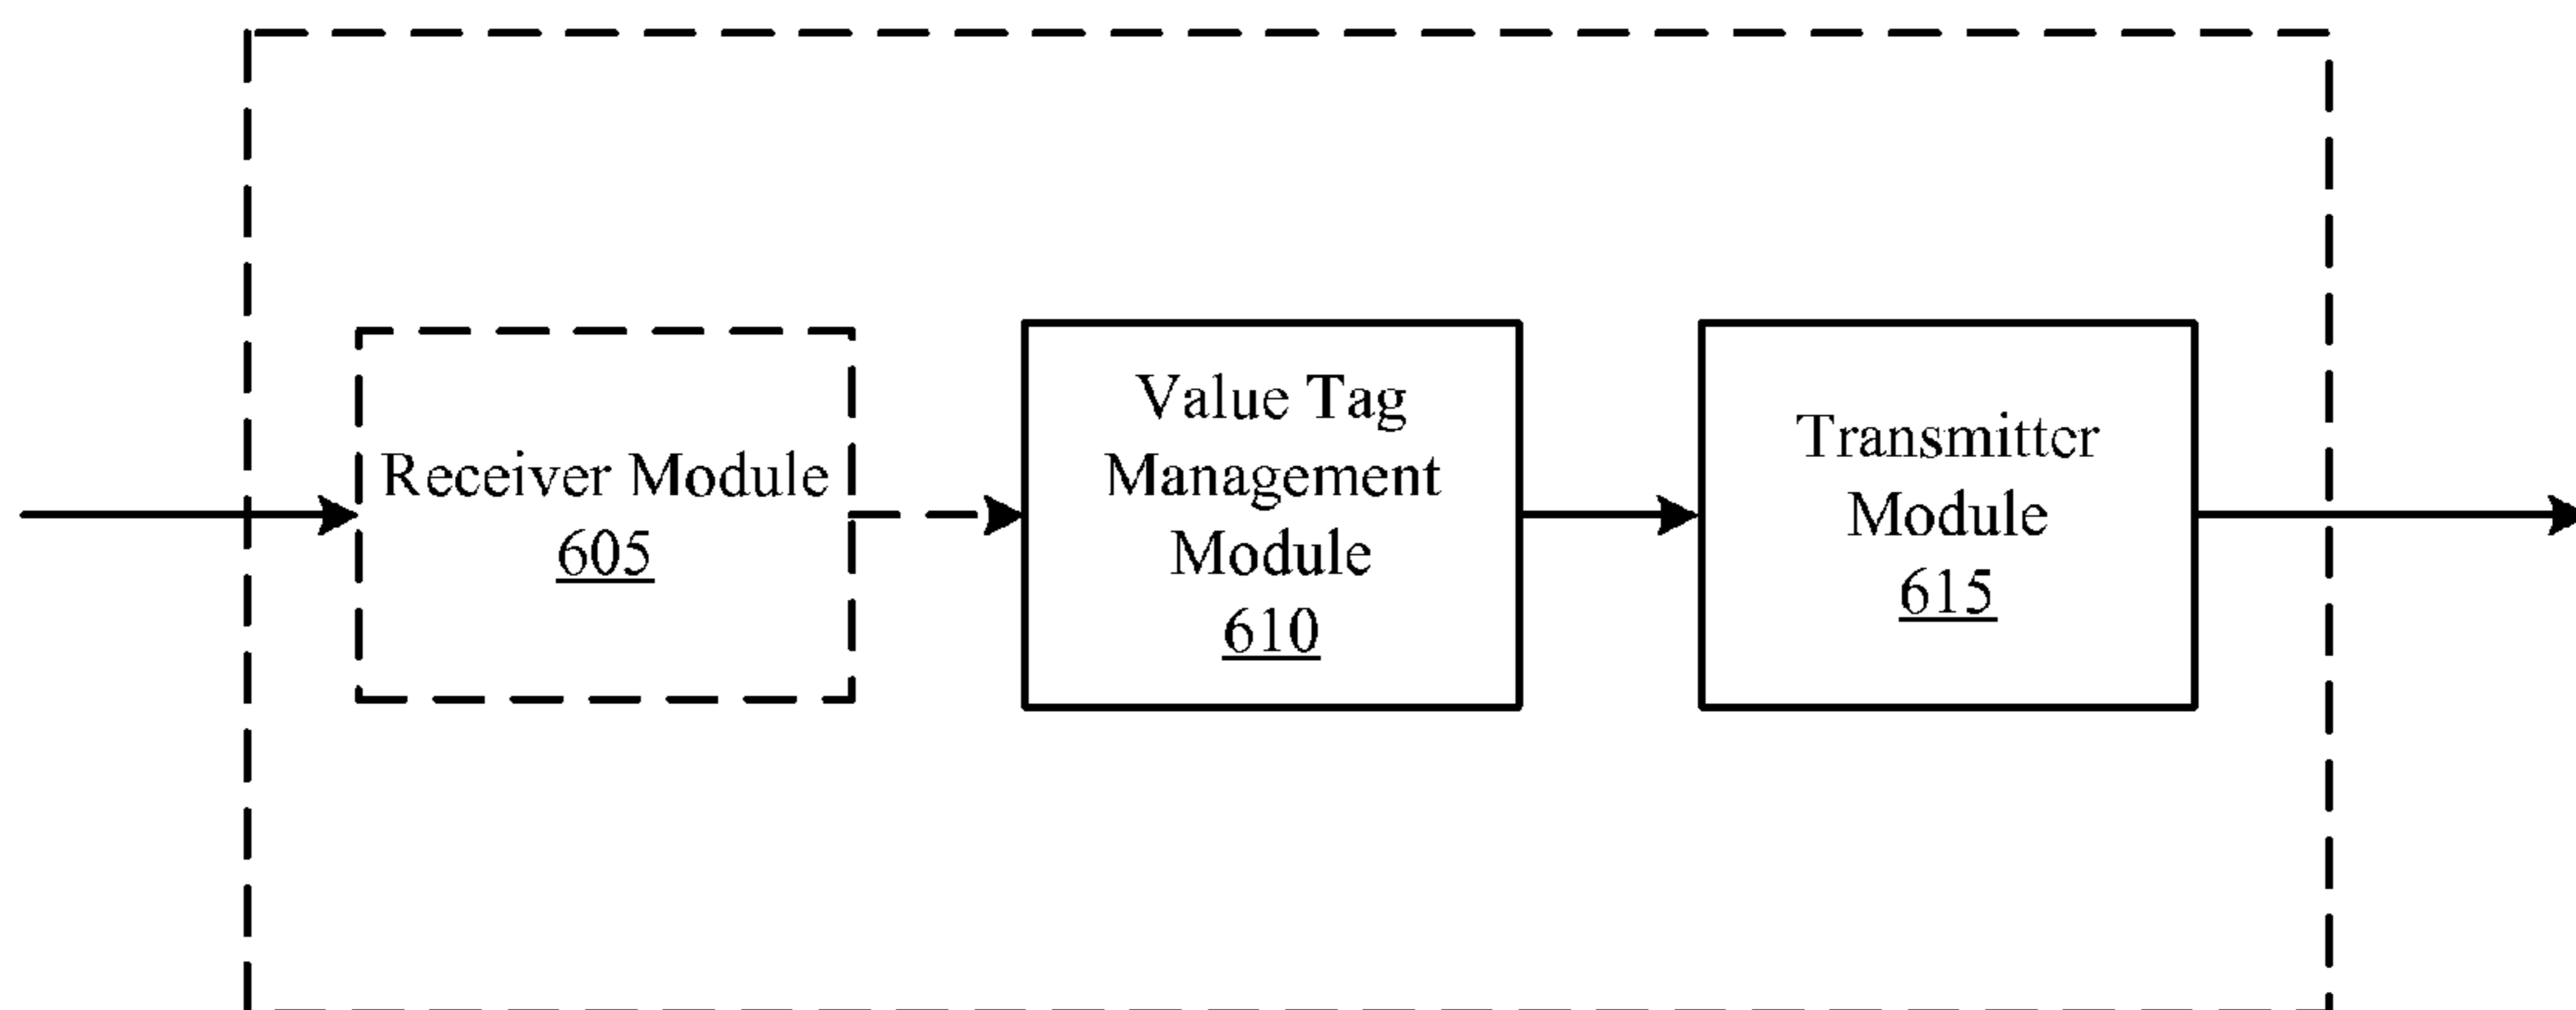 Receiver Module
605
Value Tag
Management
Module
610
Transmitter
Module
615